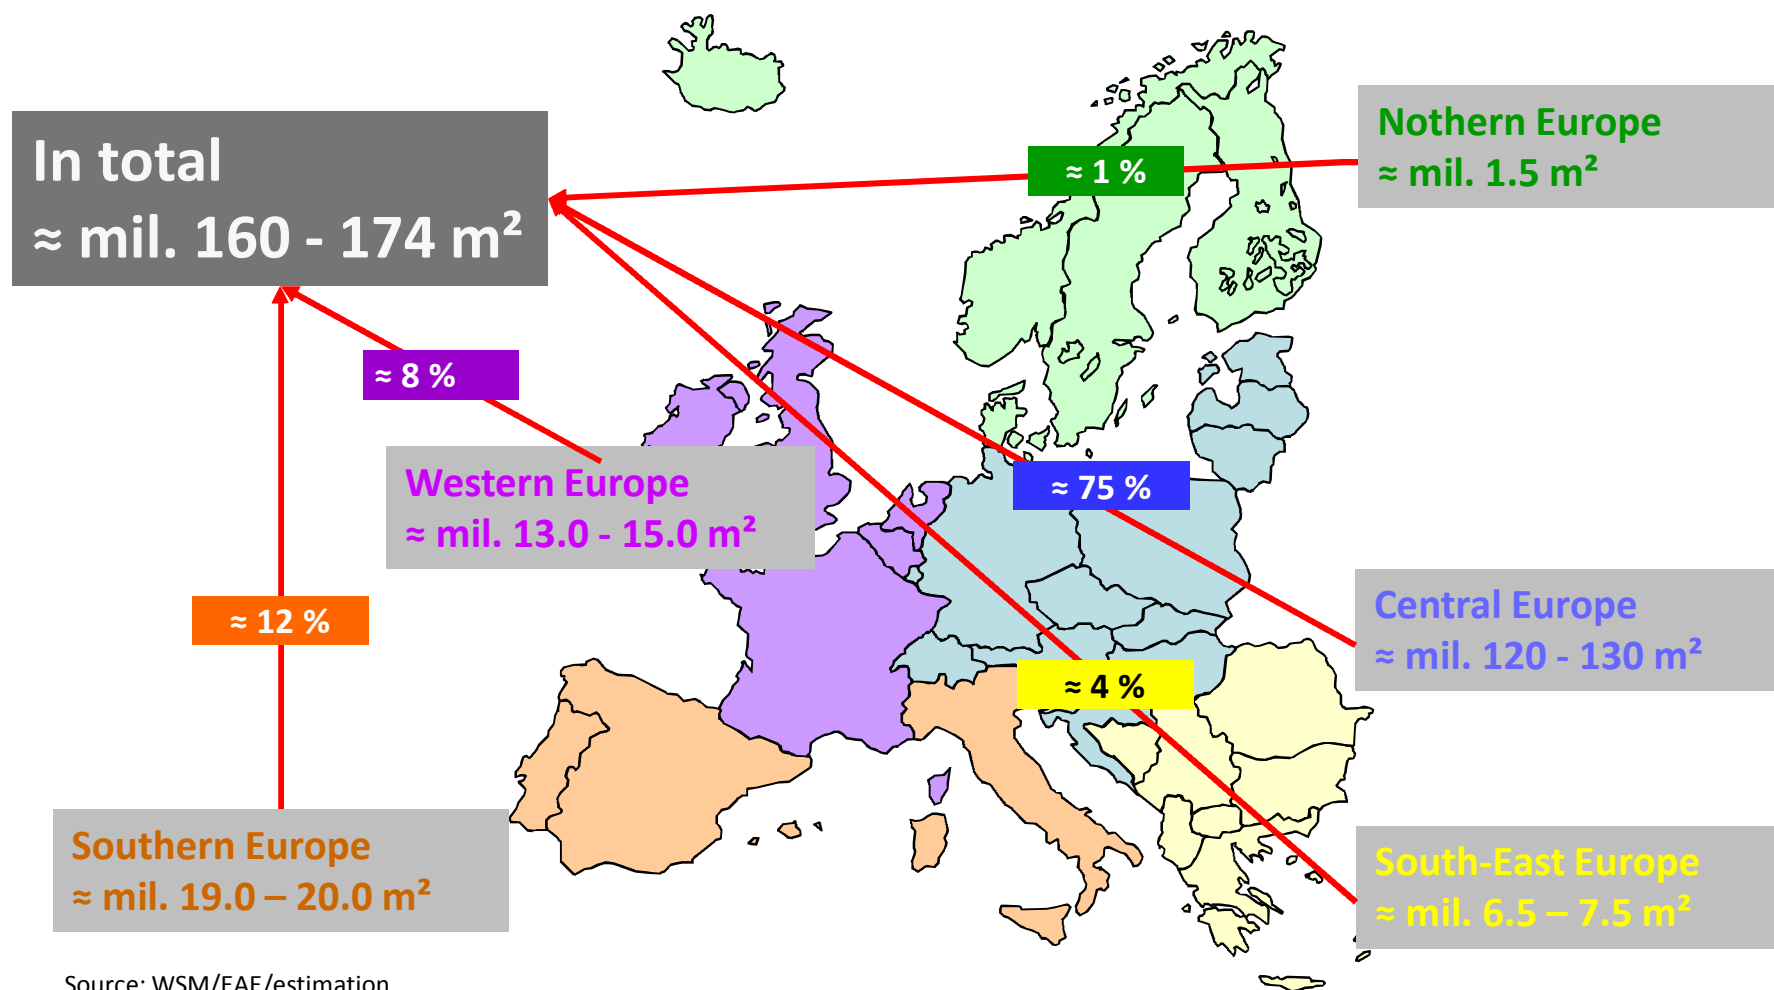 In total
≈ mil. 160 - 174 m²
Nothern Europe
≈ mil. 1.5 m²
≈ 1 %
≈ 8 %
Western Europe
≈ mil. 13.0 - 15.0 m²
≈ 75 %
Central Europe
≈ mil. 120 - 130 m²
≈ 12 %
≈ 4 %
Southern Europe
≈ mil. 19.0 – 20.0 m²
South-East Europe
≈ mil. 6.5 – 7.5 m²
Source: WSM/EAF/estimation